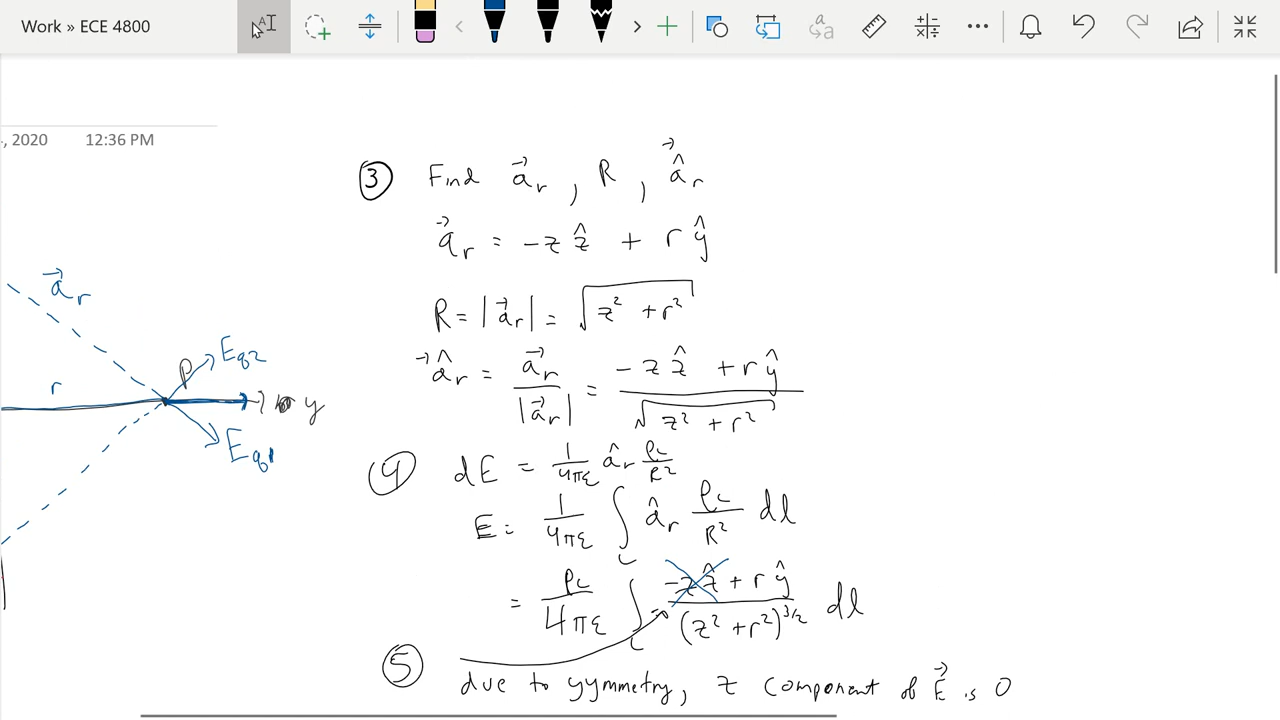 Work » ECE 4800
, 2020 12:36 PM
③ Find a⃗r , R , â⃗r
a⃗r = -z ẑ + r ŷ
R = |a⃗r| = √(z² + r²)
â⃗r = a⃗r / |a⃗r| = (-z ẑ + r ŷ) / √(z² + r²)
④ dE = 1/(4πε) âr ρL/R²
E = 1/(4πε) ∫L âr ρL/R² dl
= ρL/(4πε) ∫L (-z ẑ + r ŷ)/(z² + r²)^3/2 dl
⑤ due to yymmetry, z component of E⃗ is 0
a⃗r
r
P
Eq2
y
Eq1